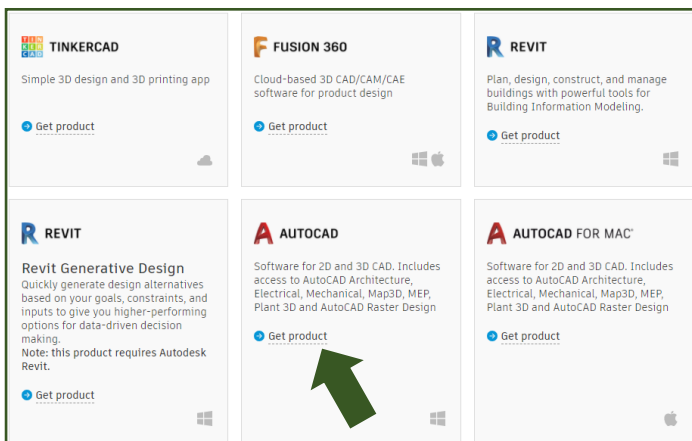 TINKERCAD
Simple 3D design and 3D printing app
Get product
FUSION 360
Cloud-based 3D CAD/CAM/CAE
software for product design
Get product
REVIT
Plan, design, construct, and manage
buildings with powerful tools for
Building Information Modeling.
Get product
REVIT
Revit Generative Design
Quickly generate design alternatives
based on your goals, constraints, and
inputs to give you higher-performing
options for data-driven decision
making.
Note: this product requires Autodesk
Revit.
Get product
AUTOCAD
Software for 2D and 3D CAD. Includes
access to AutoCAD Architecture,
Electrical, Mechanical, Map3D, MEP,
Plant 3D and AutoCAD Raster Design
Get product
AUTOCAD FOR MAC®
Software for 2D and 3D CAD. Includes
access to AutoCAD Architecture,
Electrical, Mechanical, Map3D, MEP,
Plant 3D and AutoCAD Raster Design
Get product